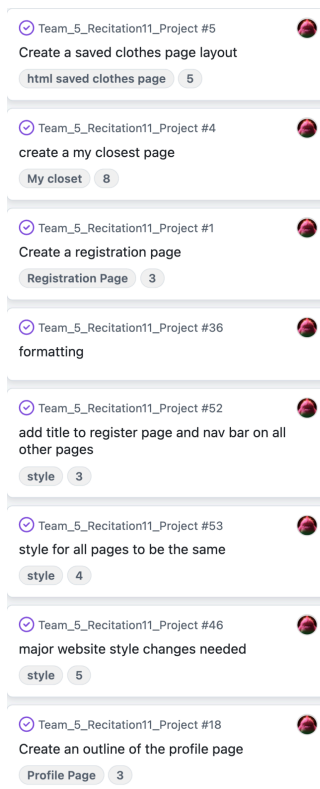 Team_5_Recitation11_Project #5
Create a saved clothes page layout
html saved clothes page 5
Team_5_Recitation11_Project #4
create a my closest page
My closet 8
Team_5_Recitation11_Project #1
Create a registration page
Registration Page 3
Team_5_Recitation11_Project #36
formatting
Team_5_Recitation11_Project #52
add title to register page and nav bar on all
other pages
style 3
Team_5_Recitation11_Project #53
style for all pages to be the same
style 4
Team_5_Recitation11_Project #46
major website style changes needed
style 5
Team_5_Recitation11_Project #18
Create an outline of the profile page
Profile Page 3